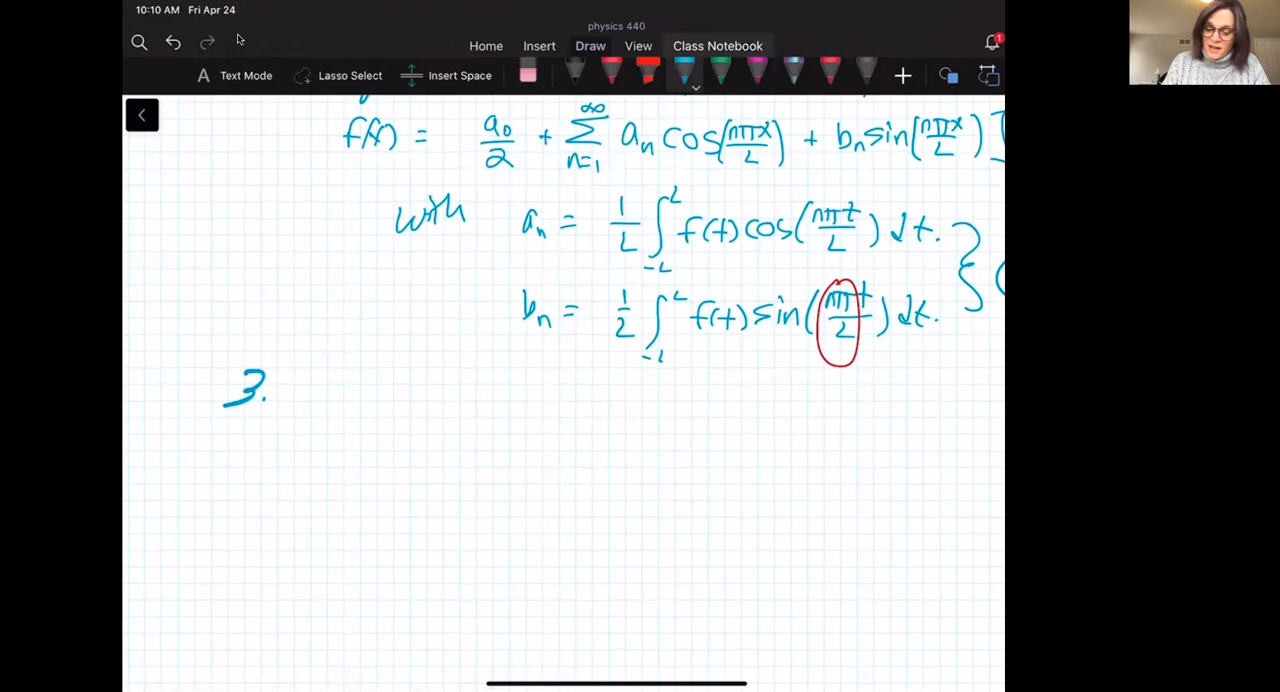 10:10 AM Fri Apr 24
physics 440
Home Insert Draw View Class Notebook
1
Text Mode Lasso Select Insert Space
f(x) = a₀/2 + ∑_{n=1}^{∞} aₙ cos(nπx/L) + bₙ sin(nπx/L)
with aₙ = 1/L ∫_{-L}^{L} f(t) cos(nπt/L) dt.
bₙ = 1/L ∫_{-L}^{L} f(t) sin(nπt/L) dt.
3.